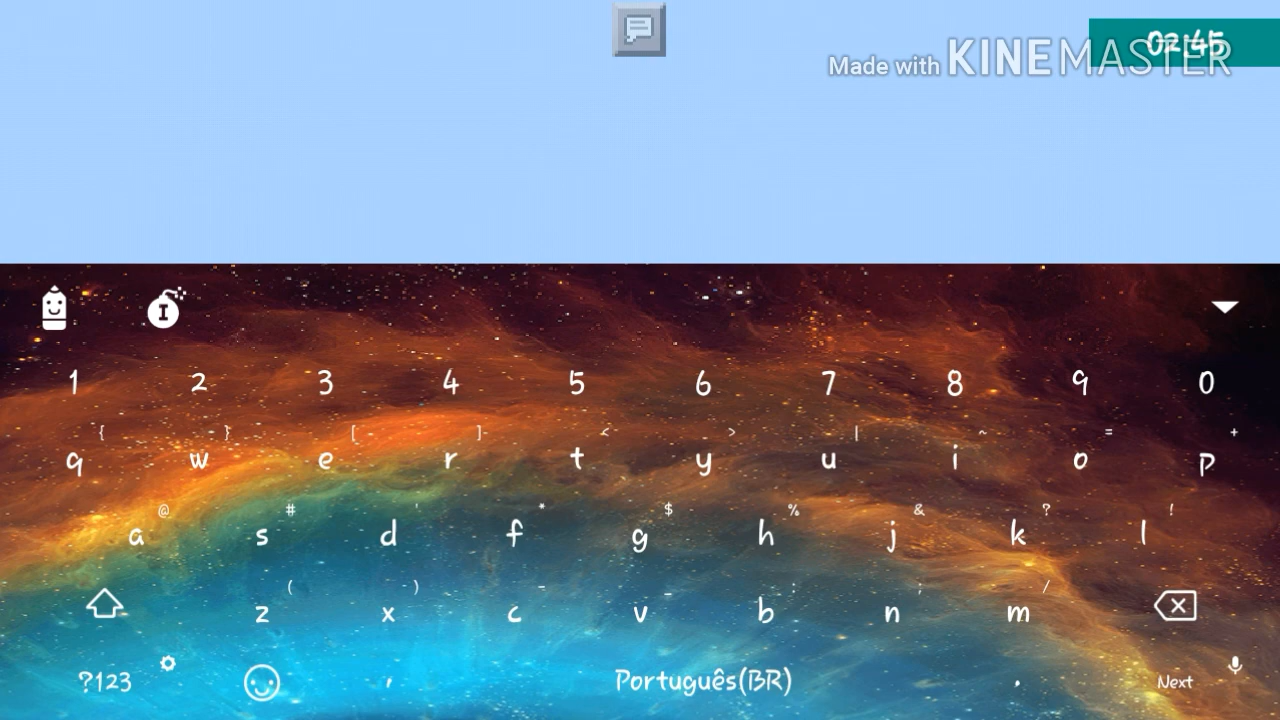 02:45
Made with KINEMASTER
I
1 2 3 4 5 6 7 8 9 0
{ } [ ] < > | ~ = +
q w e r t y u i o p
@ # ' * $ % & ? !
a s d f g h j k l
( ) - _ : ; /
z x c v b n m
?123 , Português(BR) . Next